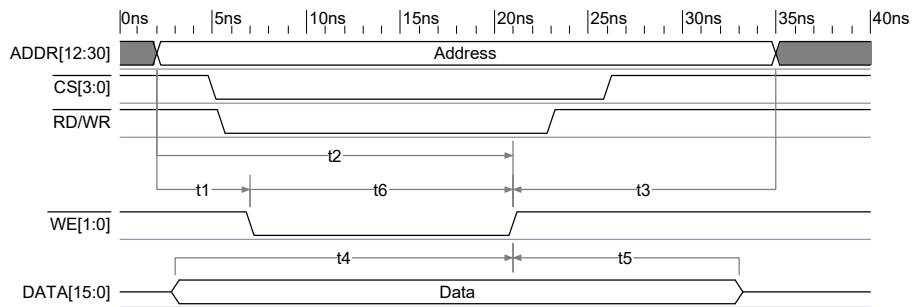 0ns 5ns 10ns 15ns 20ns 25ns 30ns 35ns 40ns
ADDR[12:30] Address
CS[3:0]
RD/WR
t2
t1 t6 t3
WE[1:0]
t4 t5
DATA[15:0] Data